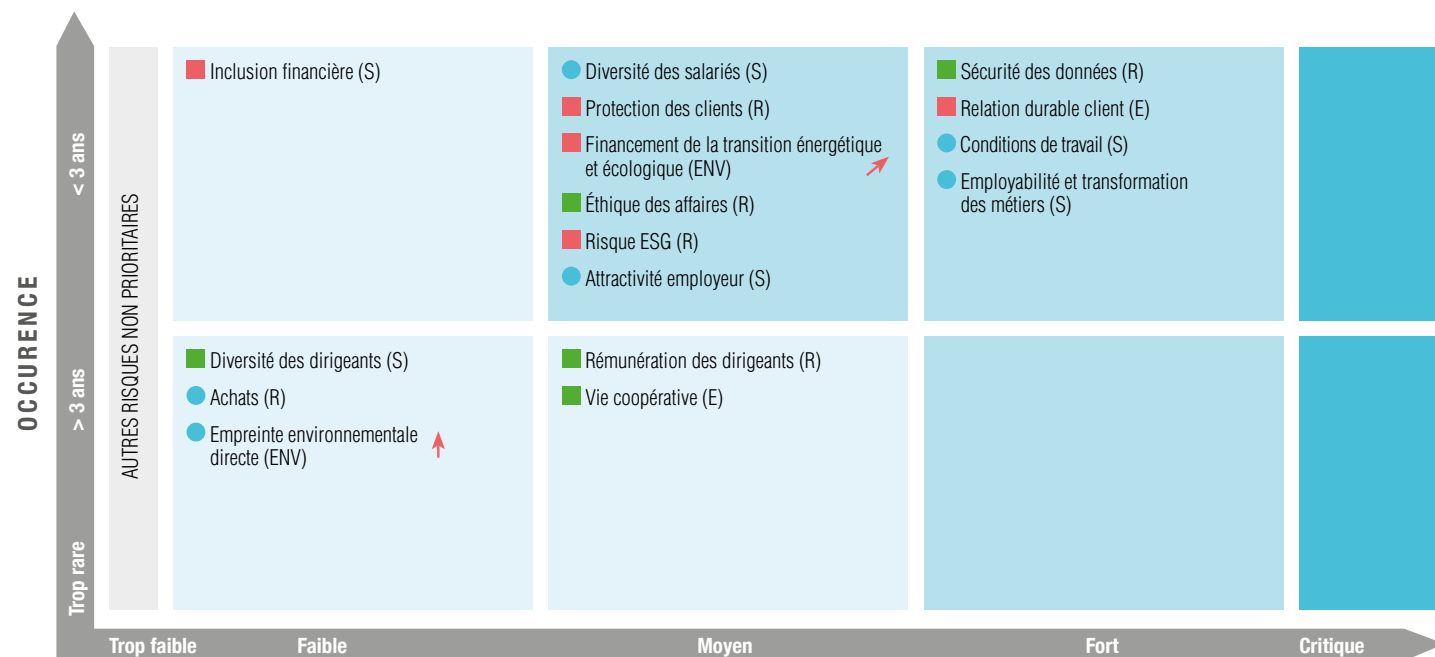 OCCURENCE
< 3 ans
> 3 ans
Trop rare
AUTRES RISQUES NON PRIORITAIRES
Inclusion financière (S)
Diversité des salariés (S)
Protection des clients (R)
Financement de la transition énergétique
et écologique (ENV)
Éthique des affaires (R)
Risque ESG (R)
Attractivité employeur (S)
Sécurité des données (R)
Relation durable client (E)
Conditions de travail (S)
Employabilité et transformation
des métiers (S)
Diversité des dirigeants (S)
Achats (R)
Empreinte environnementale
directe (ENV)
Rémunération des dirigeants (R)
Vie coopérative (E)
Trop faible
Faible
Moyen
Fort
Critique